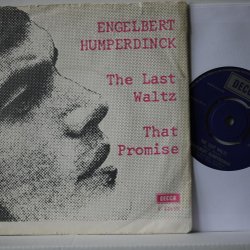 ENGELBERT
HUMPERDINCK
The Last
Waltz
That
Promise
DECCA
DECCA